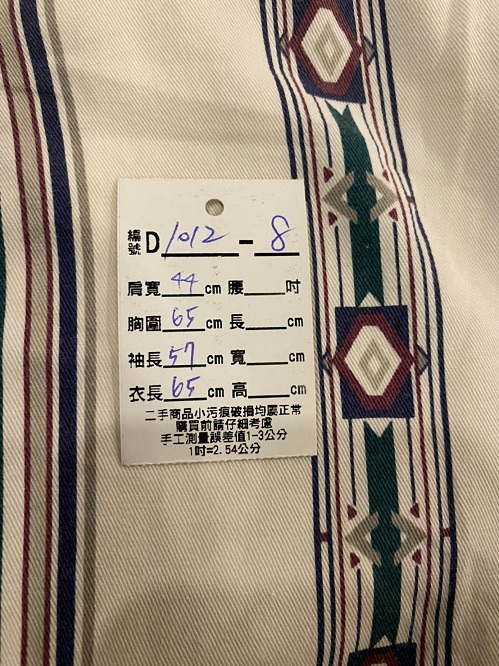 編號D 1012 - 8
肩寬 44 cm 腰____吋
胸圍 65 cm 長____cm
袖長 57 cm 寬____cm
衣長 65 cm 高____cm
二手商品小污痕破損均屬正常
購買前請仔細考慮
手工測量誤差值1-3公分
1吋=2.54公分